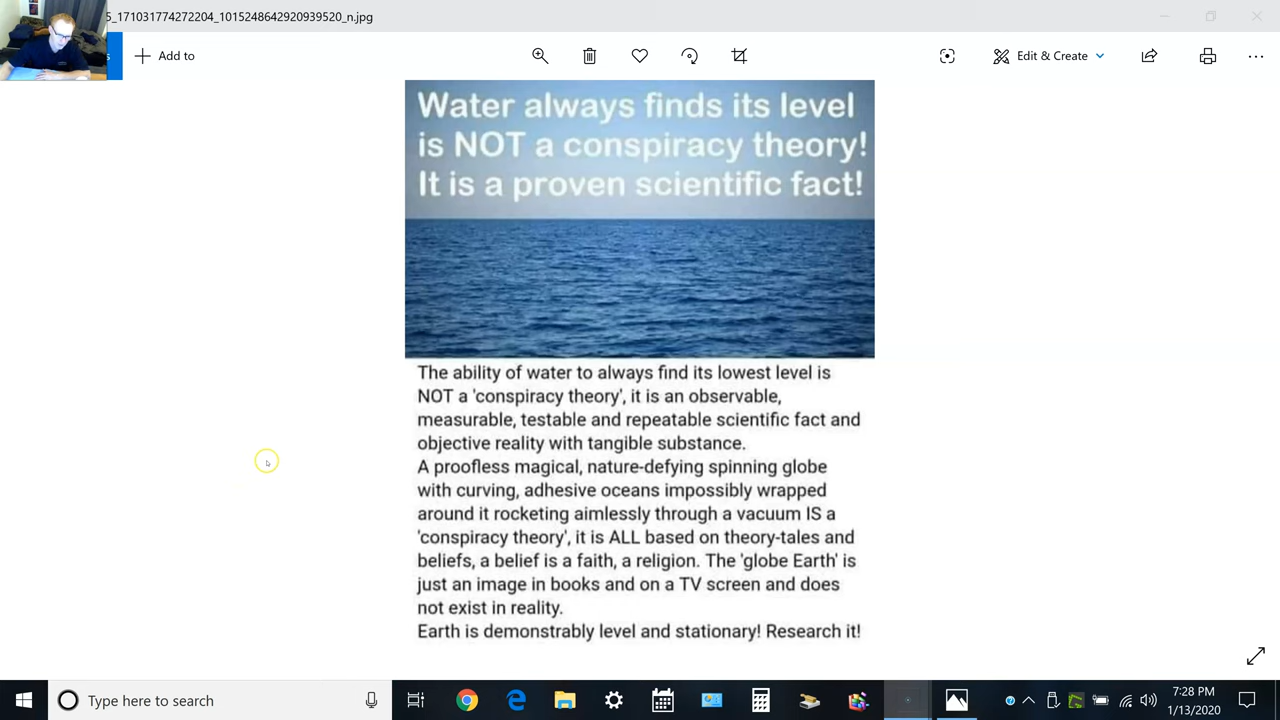 5_171031774272204_1015248642920939520_n.jpg
s
Add to
Edit & Create
Water always finds its level
is NOT a conspiracy theory!
It is a proven scientific fact!
The ability of water to always find its lowest level is
NOT a 'conspiracy theory', it is an observable,
measurable, testable and repeatable scientific fact and
objective reality with tangible substance.
A proofless magical, nature-defying spinning globe
with curving, adhesive oceans impossibly wrapped
around it rocketing aimlessly through a vacuum IS a
'conspiracy theory', it is ALL based on theory-tales and
beliefs, a belief is a faith, a religion. The 'globe Earth' is
just an image in books and on a TV screen and does
not exist in reality.
Earth is demonstrably level and stationary! Research it!
Type here to search
7:28 PM
1/13/2020